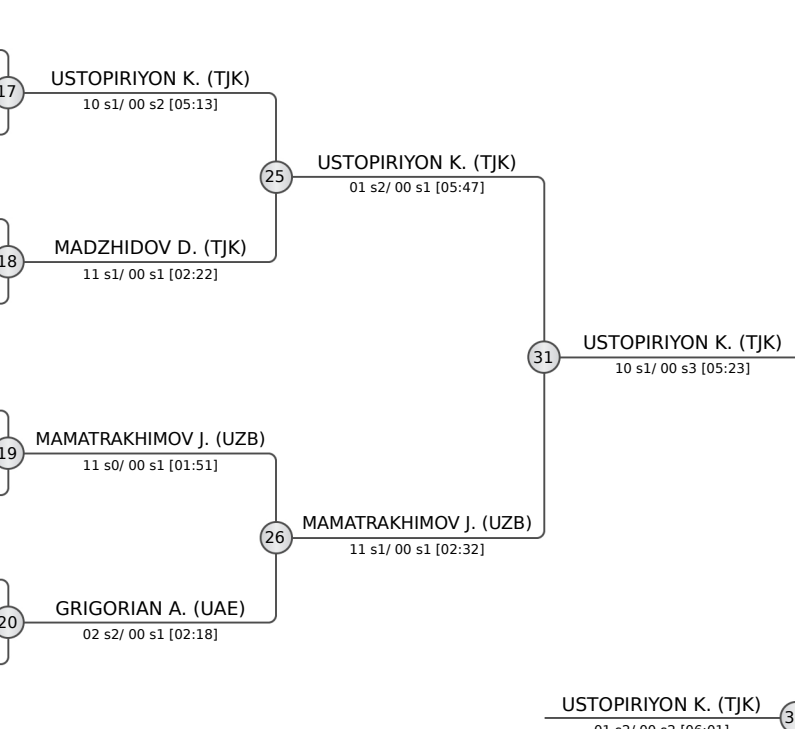 17
USTOPIRIYON K. (TJK)
10 s1/ 00 s2 [05:13]
25
USTOPIRIYON K. (TJK)
01 s2/ 00 s1 [05:47]
18
MADZHIDOV D. (TJK)
11 s1/ 00 s1 [02:22]
31
USTOPIRIYON K. (TJK)
10 s1/ 00 s3 [05:23]
19
MAMATRAKHIMOV J. (UZB)
11 s0/ 00 s1 [01:51]
26
MAMATRAKHIMOV J. (UZB)
11 s1/ 00 s1 [02:32]
20
GRIGORIAN A. (UAE)
02 s2/ 00 s1 [02:18]
USTOPIRIYON K. (TJK)
3